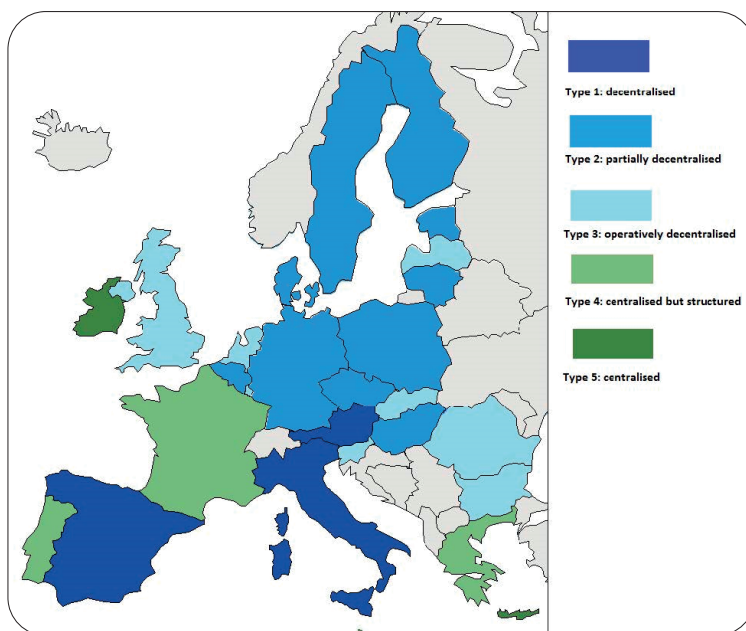 Type 1: decentralised
Type 2: partially decentralised
Type 3: operatively decentralised
Type 4: centralised but structured
Type 5: centralised